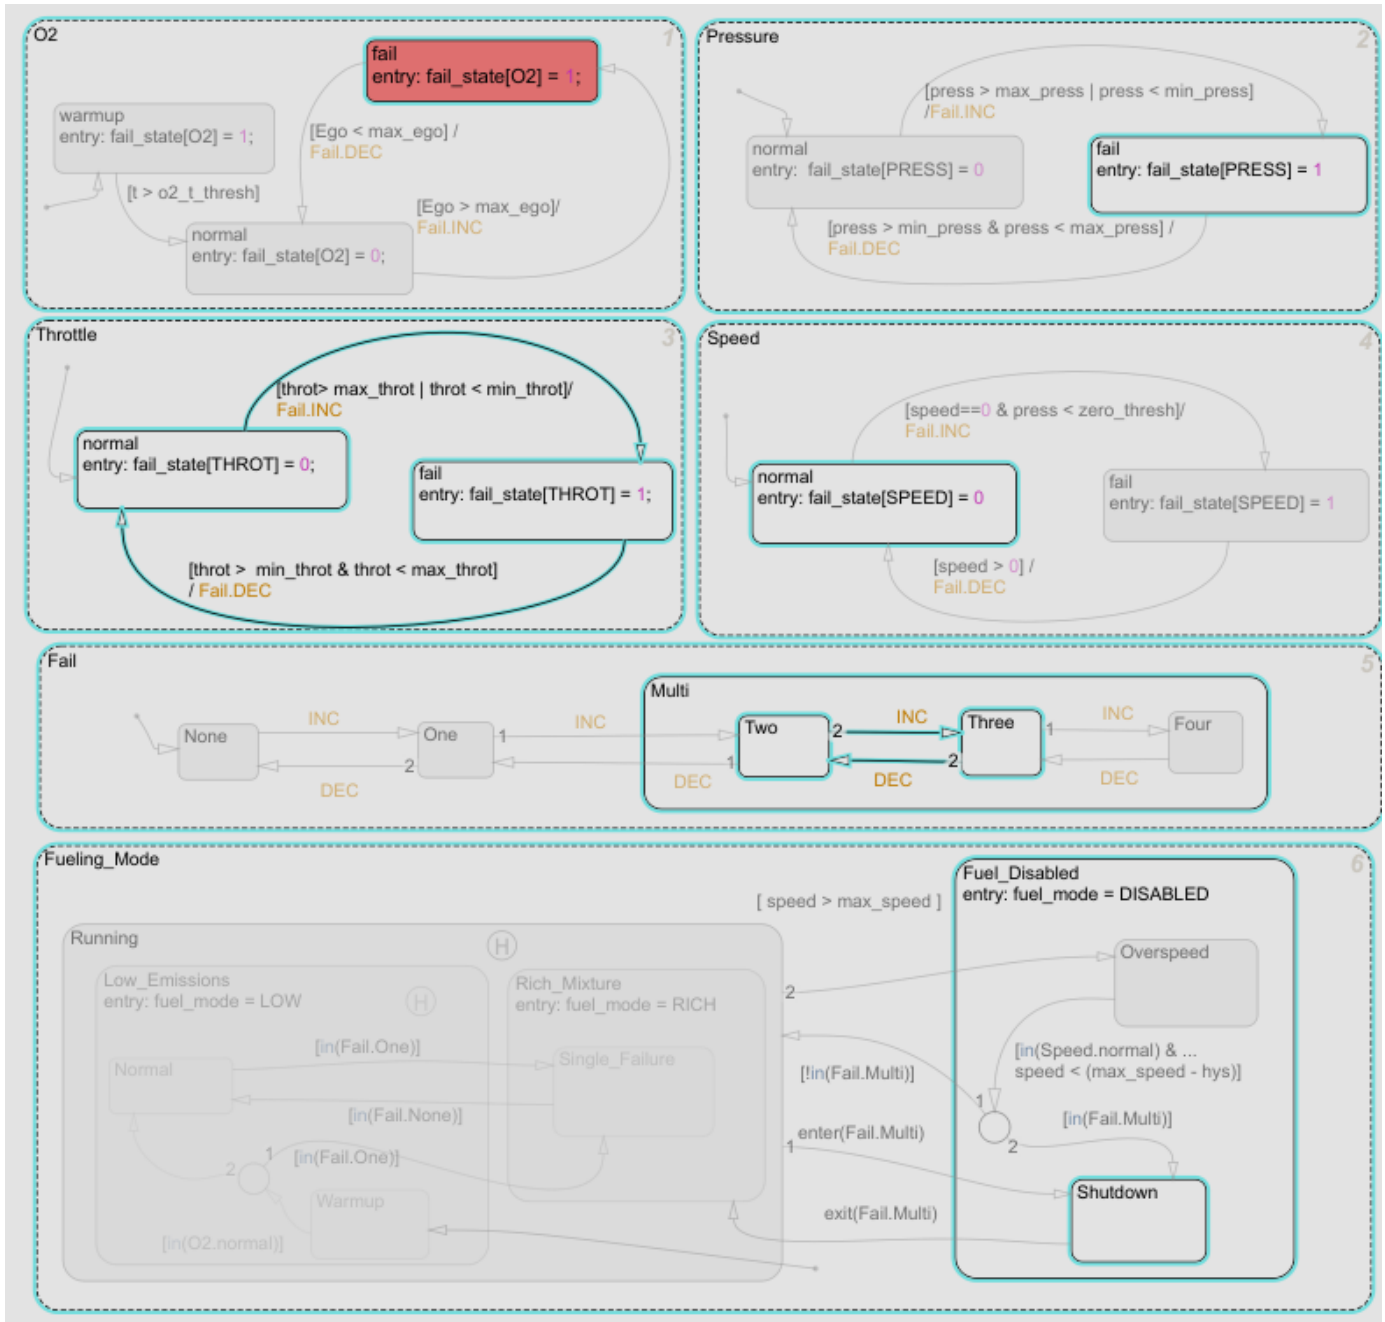 O2
1
fail
entry: fail_state[O2] = 1;
warmup
entry: fail_state[O2] = 1;
[Ego < max_ego] /
Fail.DEC
[t > o2_t_thresh]
[Ego > max_ego]/
Fail.INC
normal
entry: fail_state[O2] = 0;
Pressure
2
[press > max_press | press < min_press]
/Fail.INC
normal
entry: fail_state[PRESS] = 0
fail
entry: fail_state[PRESS] = 1
[press > min_press & press < max_press] /
Fail.DEC
Throttle
3
[throt> max_throt | throt < min_throt]/
Fail.INC
normal
entry: fail_state[THROT] = 0;
fail
entry: fail_state[THROT] = 1;
[throt > min_throt & throt < max_throt]
/ Fail.DEC
Speed
4
[speed==0 & press < zero_thresh]/
Fail.INC
normal
entry: fail_state[SPEED] = 0
fail
entry: fail_state[SPEED] = 1
[speed > 0] /
Fail.DEC
Fail
5
Multi
None
INC
DEC
One
1
2
INC
DEC
Two
2
1
INC
DEC
Three
1
2
INC
DEC
Four
Fueling_Mode
6
[ speed > max_speed ]
Fuel_Disabled
entry: fuel_mode = DISABLED
Running
H
Low_Emissions
entry: fuel_mode = LOW
H
Rich_Mixture
entry: fuel_mode = RICH
Overspeed
2
[in(Fail.One)]
Normal
Single_Failure
[in(Speed.normal) & ...
speed < (max_speed - hys)]
[!in(Fail.Multi)]
1
[in(Fail.None)]
[in(Fail.Multi)]
enter(Fail.Multi)
1
2
1
[in(Fail.One)]
2
Warmup
Shutdown
exit(Fail.Multi)
[in(O2.normal)]